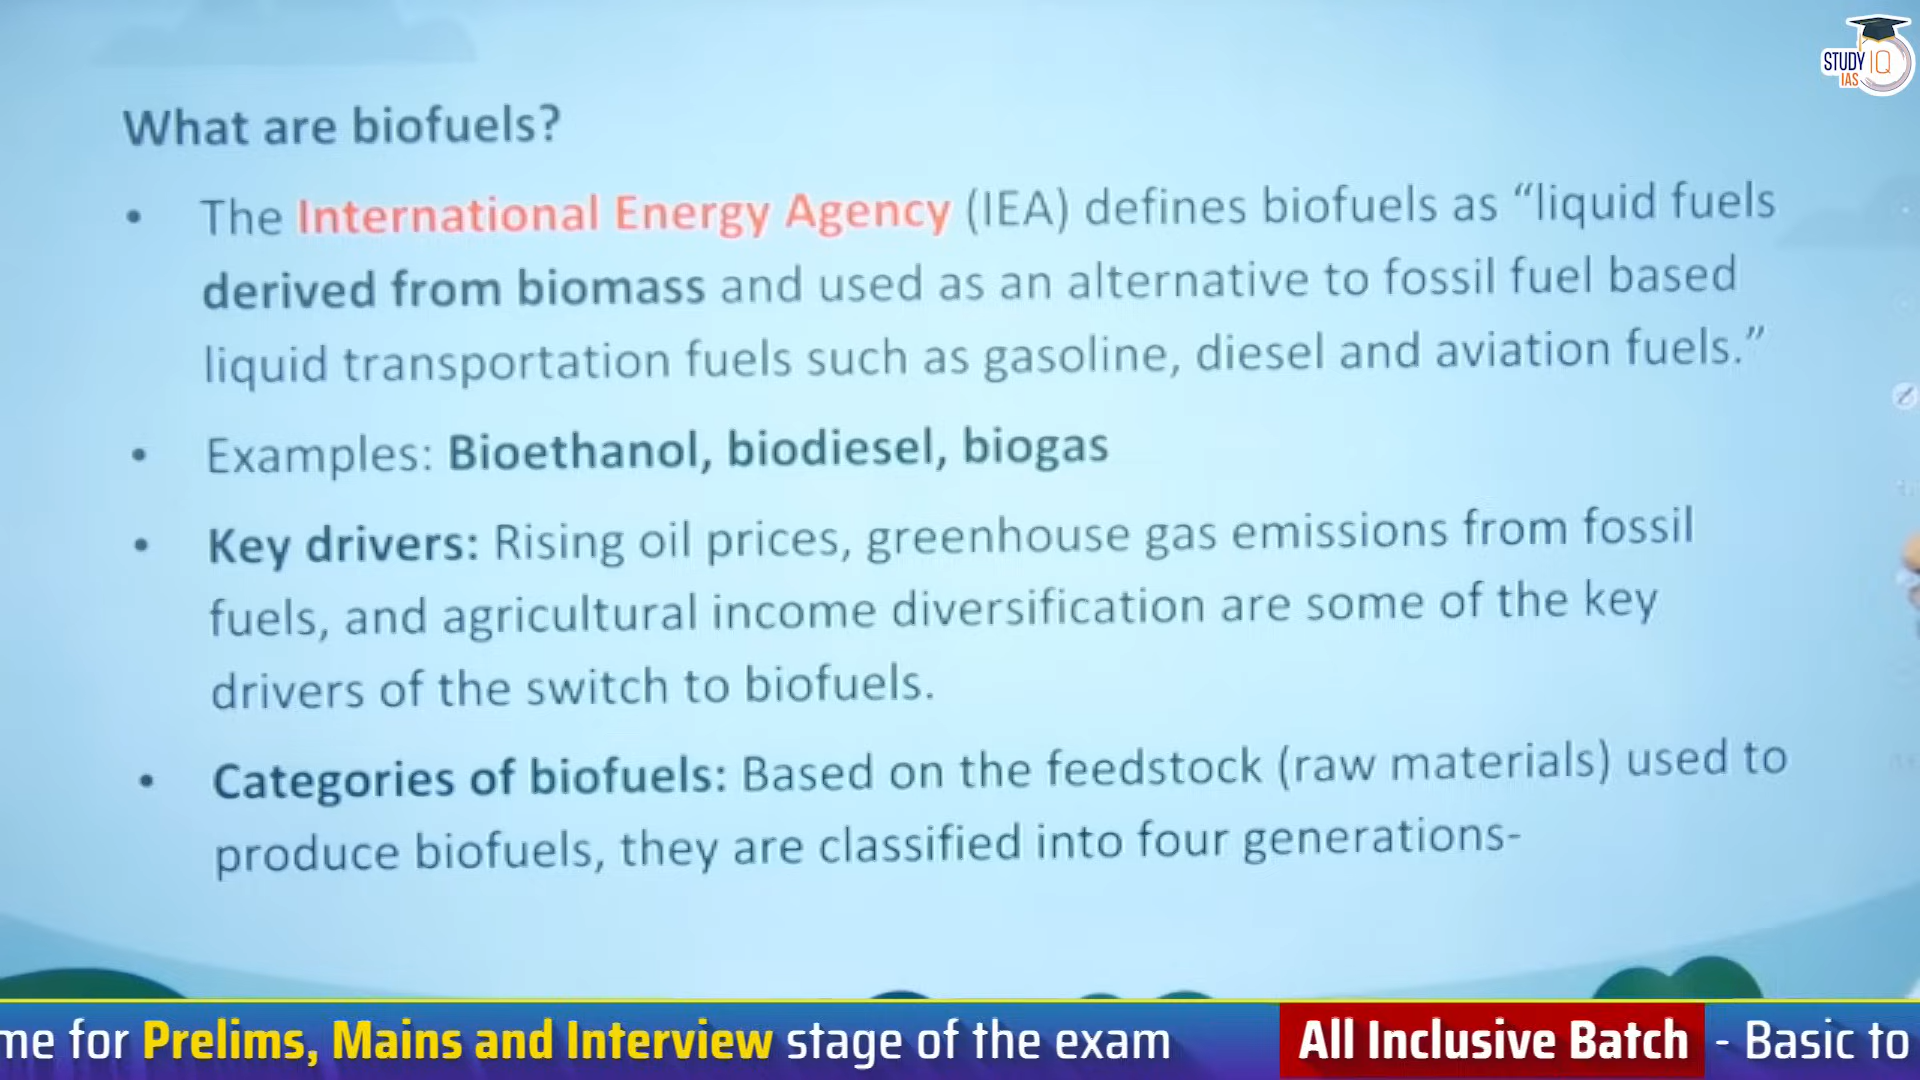 STUDY IQ
IAS
What are biofuels?
• The International Energy Agency (IEA) defines biofuels as “liquid fuels
derived from biomass and used as an alternative to fossil fuel based
liquid transportation fuels such as gasoline, diesel and aviation fuels.”
• Examples: Bioethanol, biodiesel, biogas
• Key drivers: Rising oil prices, greenhouse gas emissions from fossil
fuels, and agricultural income diversification are some of the key
drivers of the switch to biofuels.
• Categories of biofuels: Based on the feedstock (raw materials) used to
produce biofuels, they are classified into four generations-
me for Prelims, Mains and Interview stage of the exam All Inclusive Batch - Basic to